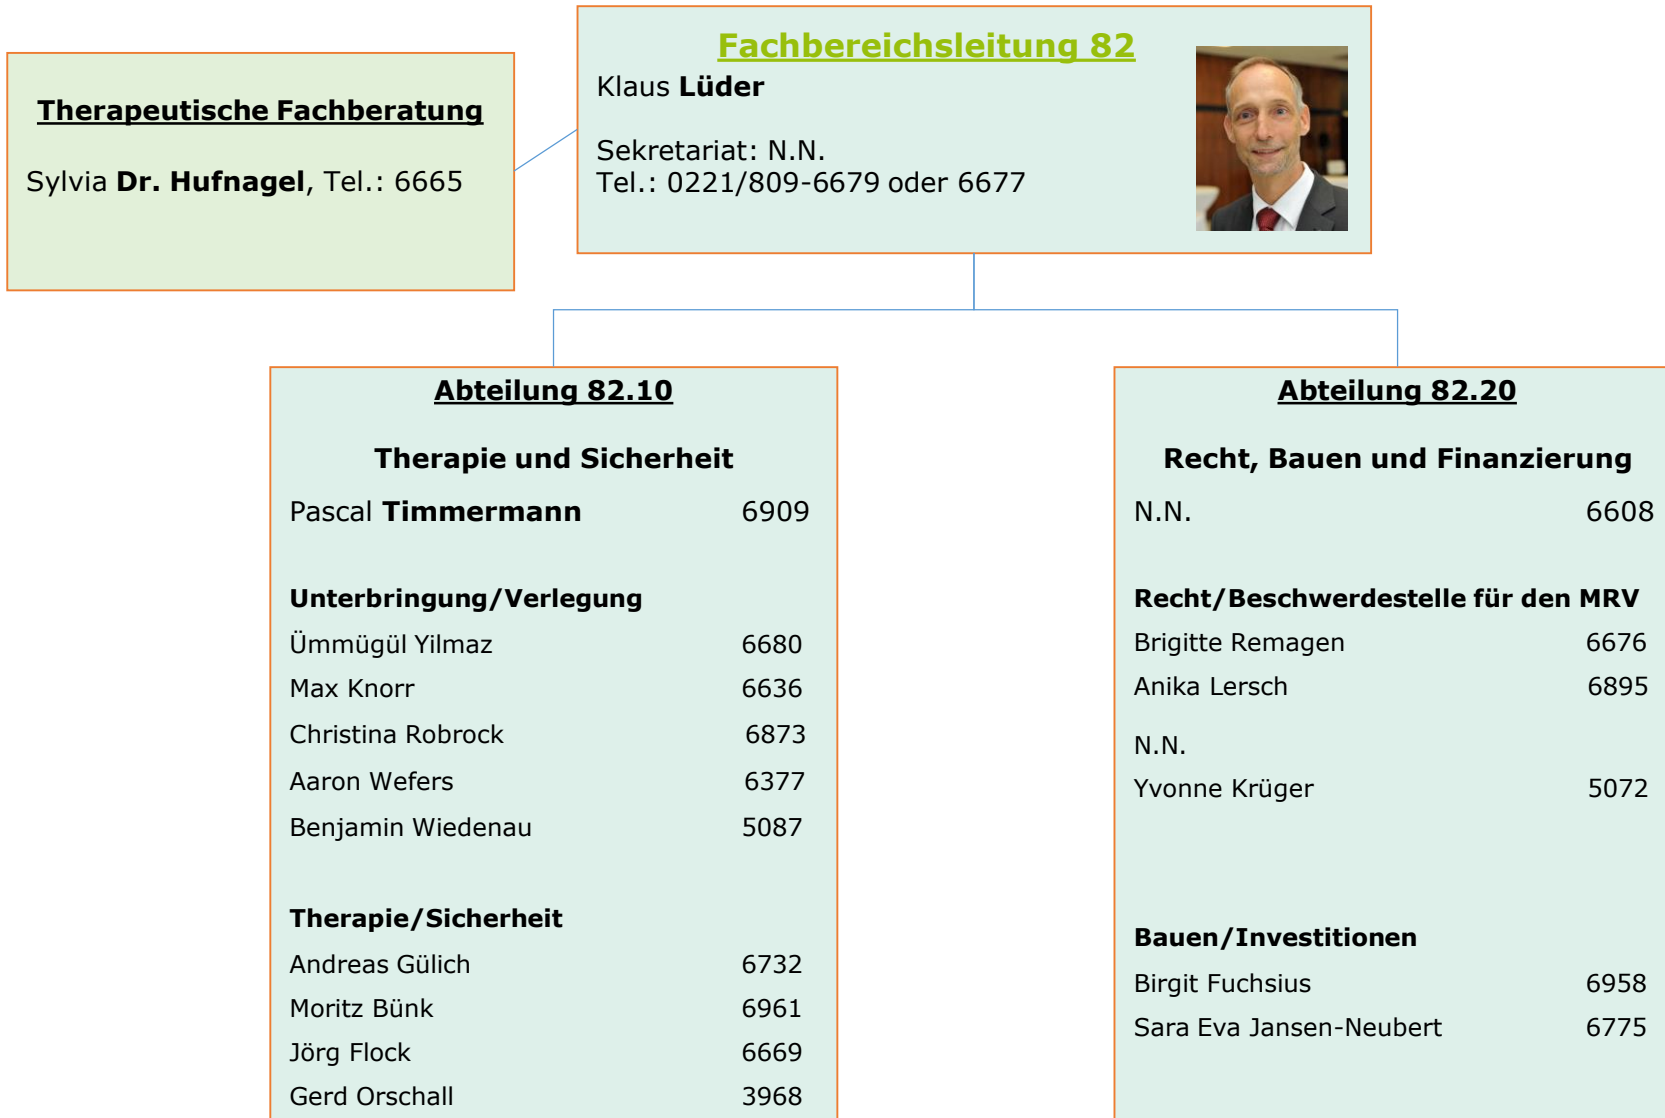 Fachbereichsleitung 82
Klaus Lüder
Sekretariat: N.N.
Tel.: 0221/809-6679 oder 6677
Therapeutische Fachberatung
Sylvia Dr. Hufnagel, Tel.: 6665
Abteilung 82.10
Therapie und Sicherheit
Pascal Timmermann 6909
Unterbringung/Verlegung
Ümmügül Yilmaz 6680
Max Knorr 6636
Christina Robrock 6873
Aaron Wefers 6377
Benjamin Wiedenau 5087
Therapie/Sicherheit
Andreas Gülich 6732
Moritz Bünk 6961
Jörg Flock 6669
Gerd Orschall 3968
Abteilung 82.20
Recht, Bauen und Finanzierung
N.N. 6608
Recht/Beschwerdestelle für den MRV
Brigitte Remagen 6676
Anika Lersch 6895
N.N.
Yvonne Krüger 5072
Bauen/Investitionen
Birgit Fuchsius 6958
Sara Eva Jansen-Neubert 6775